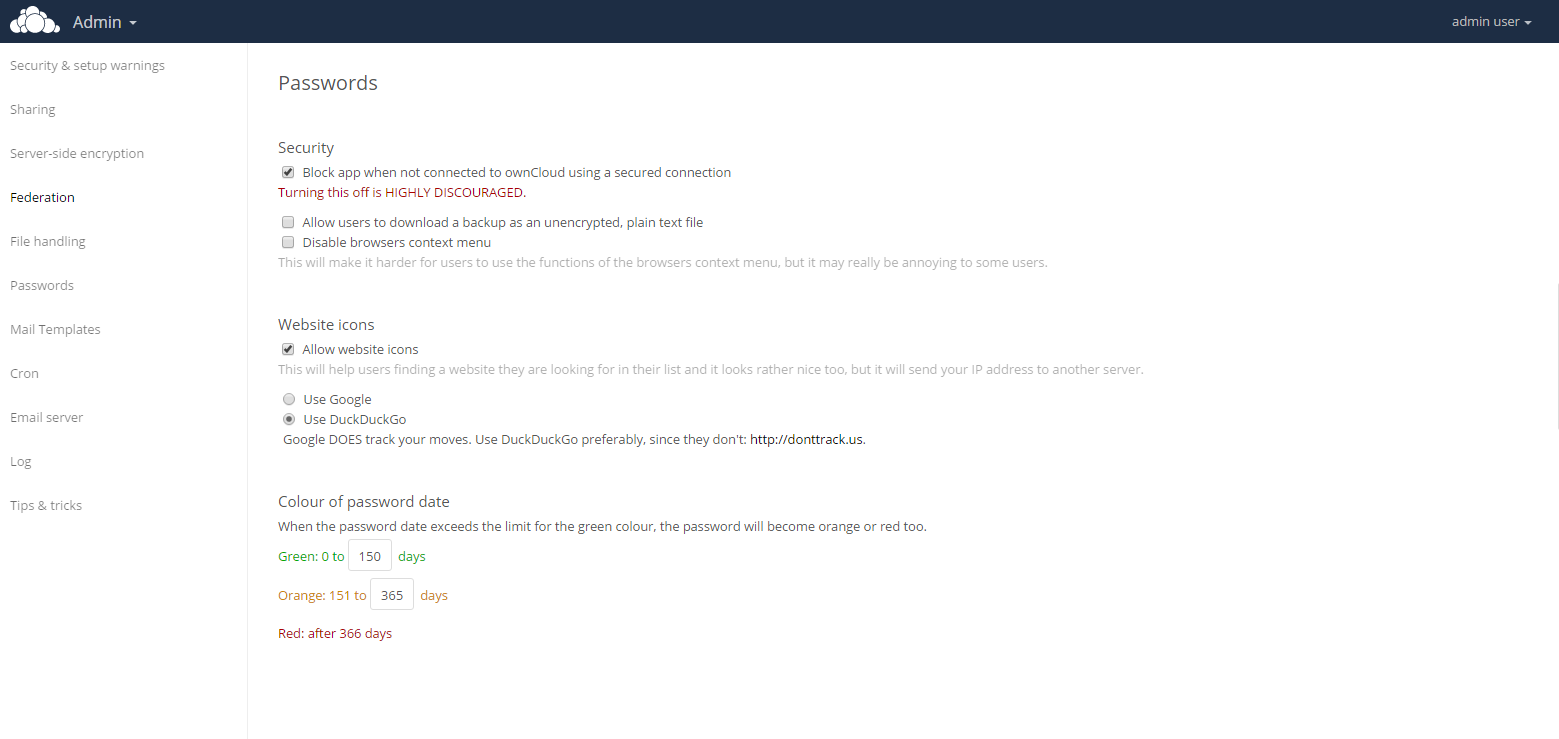 Admin
admin user
Security & setup warnings
Sharing
Server-side encryption
Federation
File handling
Passwords
Mail Templates
Cron
Email server
Log
Tips & tricks
Passwords
Security
Block app when not connected to ownCloud using a secured connection
Turning this off is HIGHLY DISCOURAGED.
Allow users to download a backup as an unencrypted, plain text file
Disable browsers context menu
This will make it harder for users to use the functions of the browsers context menu, but it may really be annoying to some users.
Website icons
Allow website icons
This will help users finding a website they are looking for in their list and it looks rather nice too, but it will send your IP address to another server.
Use Google
Use DuckDuckGo
Google DOES track your moves. Use DuckDuckGo preferably, since they don't: http://donttrack.us.
Colour of password date
When the password date exceeds the limit for the green colour, the password will become orange or red too.
Green: 0 to 150 days
Orange: 151 to 365 days
Red: after 366 days